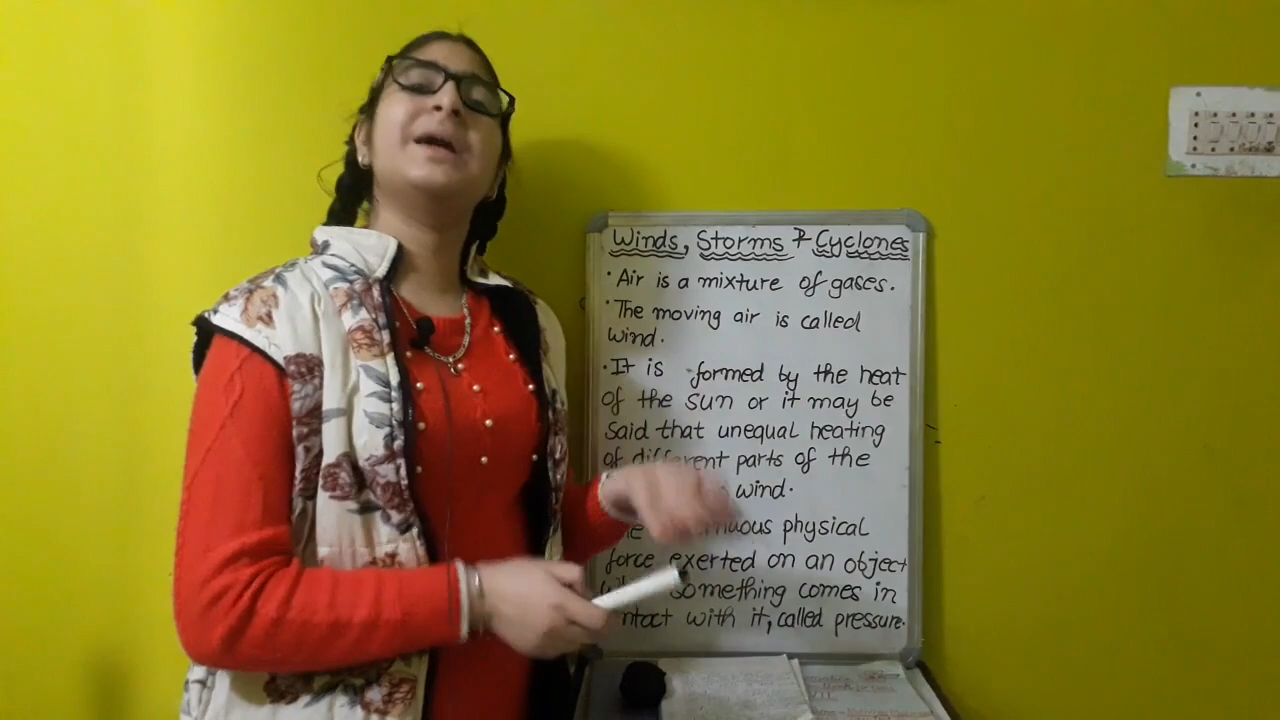 Winds, Storms & Cyclones
• Air is a mixture of gases.
• The moving air is called
wind.
• It is formed by the heat
of the sun or it may be
said that unequal heating
of different parts of the
wind.
physical
force exerted on an object
something comes in
with it, called pressure.